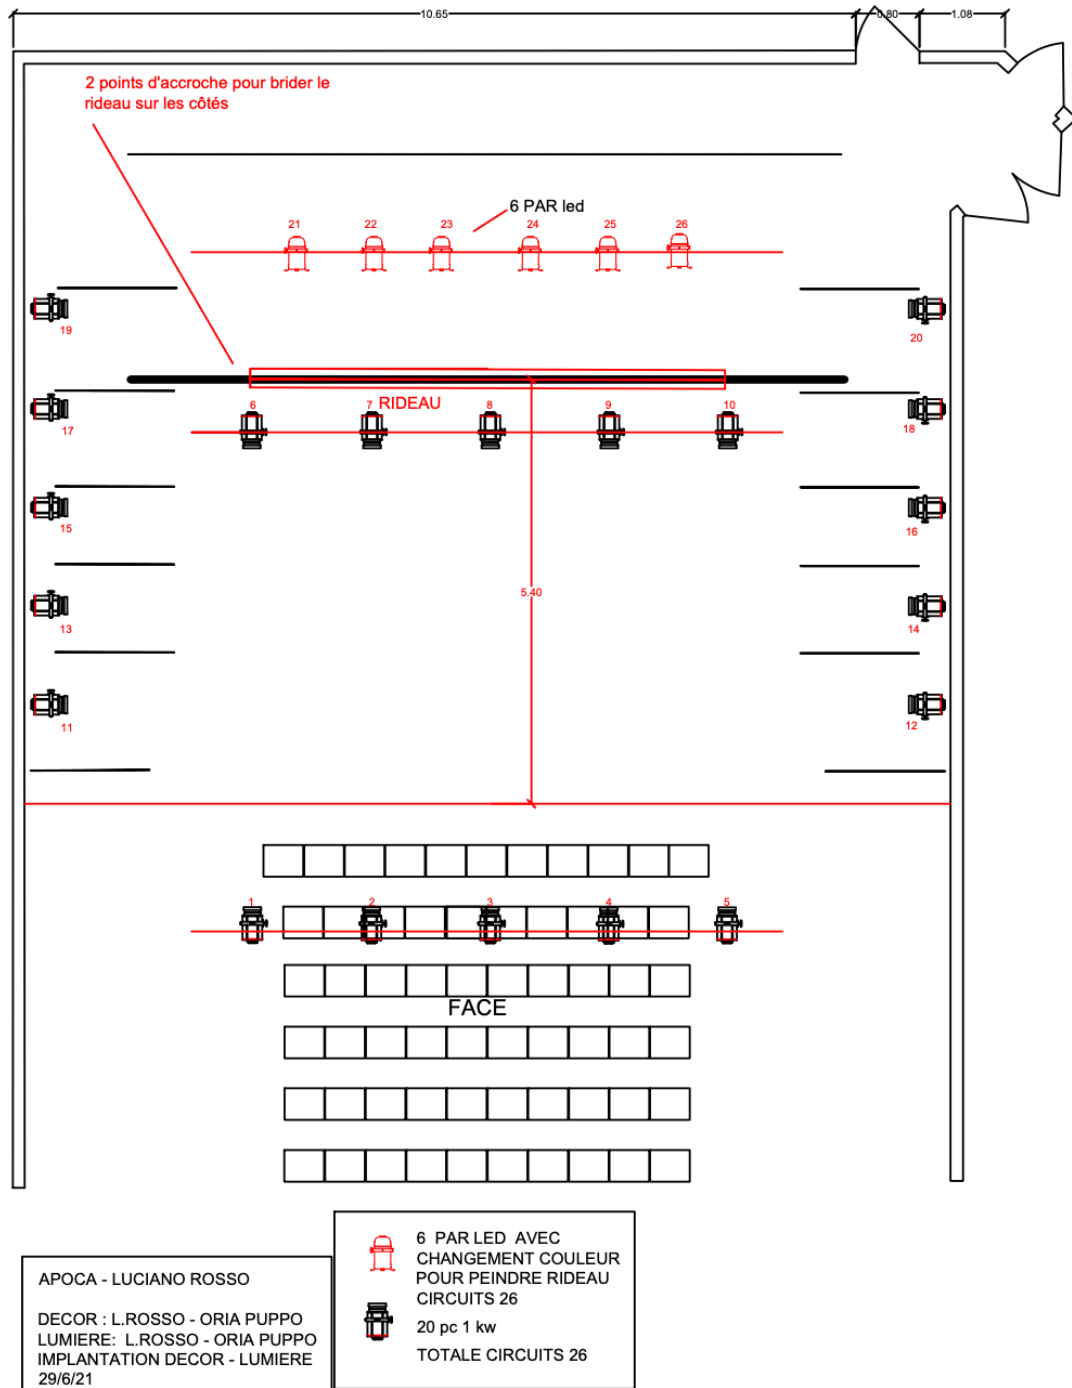 10.65
0.80
1.08
2 points d'accroche pour brider le
rideau sur les côtés
6 PAR led
21
22
23
24
25
26
19
20
RIDEAU
6
7
8
9
10
17
18
15
16
5.40
13
14
11
12
1
2
3
4
5
FACE
6 PAR LED AVEC
CHANGEMENT COULEUR
POUR PEINDRE RIDEAU
CIRCUITS 26
20 pc 1 kw
TOTALE CIRCUITS 26
APOCA - LUCIANO ROSSO
DECOR : L.ROSSO - ORIA PUPPO
LUMIERE: L.ROSSO - ORIA PUPPO
IMPLANTATION DECOR - LUMIERE
29/6/21